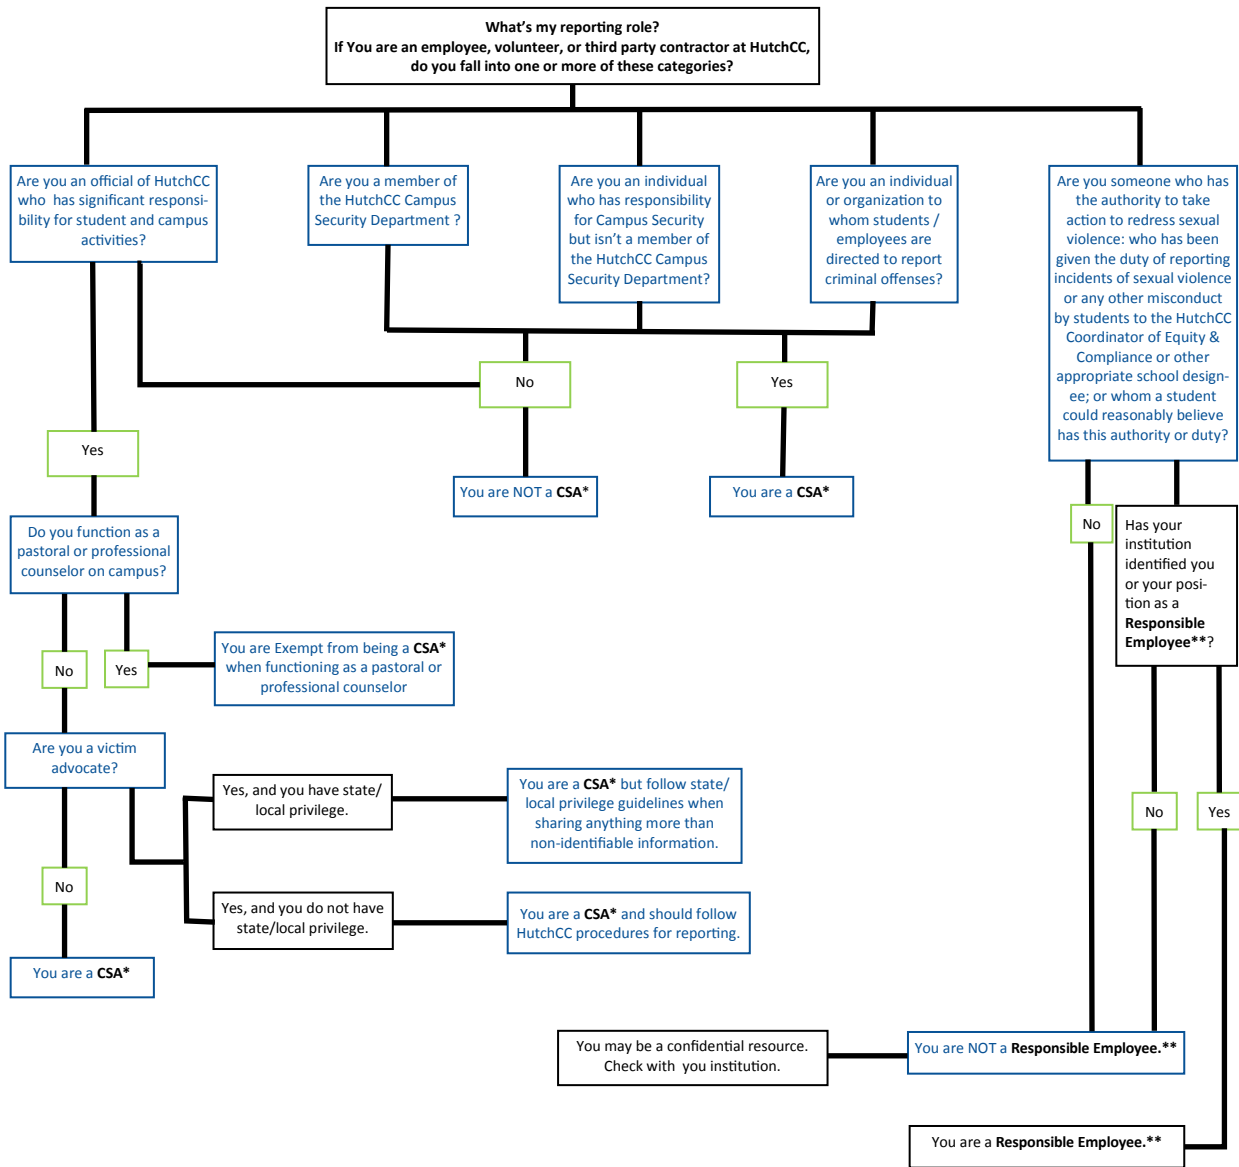 What's my reporting role?
If You are an employee, volunteer, or third party contractor at HutchCC,
do you fall into one or more of these categories?
Are you an official of HutchCC
who  has significant responsi-
bility for student and campus
activities?
Are you a member of
the HutchCC Campus
Security Department ?
Are you an individual
who has responsibility
for Campus Security
but isn't a member of
the HutchCC Campus
Security Department?
Are you an individual
or organization to
whom students /
employees are
directed to report
criminal offenses?
Are you someone who has
the authority to take
action to redress sexual
violence: who has been
given the duty of reporting
incidents of sexual violence
or any other misconduct
by students to the HutchCC
Coordinator of Equity &
Compliance or other
appropriate school design-
ee; or whom a student
could reasonably believe
has this authority or duty?
No
Yes
Yes
You are NOT a CSA*
You are a CSA*
No
Has your
institution
identified you
or your posi-
tion as a
Responsible
Employee**?
Do you function as a
pastoral or professional
counselor on campus?
No
Yes
You are Exempt from being a CSA*
when functioning as a pastoral or
professional counselor
Are you a victim
advocate?
Yes, and you have state/
local privilege.
You are a CSA* but follow state/
local privilege guidelines when
sharing anything more than
non-identifiable information.
No
Yes
No
Yes, and you do not have
state/local privilege.
You are a CSA* and should follow
HutchCC procedures for reporting.
You are a CSA*
You may be a confidential resource.
Check with  you institution.
You are NOT a Responsible Employee.**
You are a Responsible Employee.**